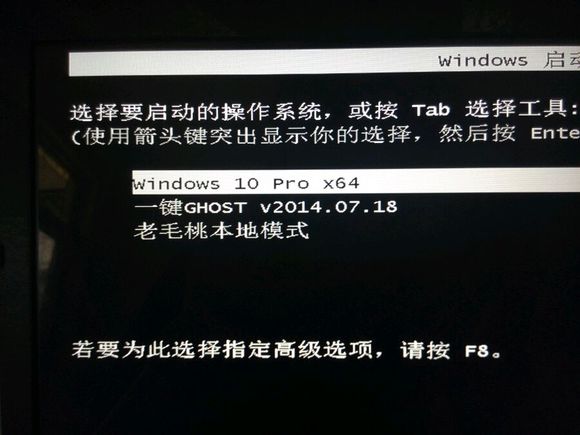 Windows 启动
选择要启动的操作系统，或按 Tab 选择工具:
(使用箭头键突出显示你的选择，然后按 Ente
Windows 10 Pro x64
一键GHOST v2014.07.18
老毛桃本地模式
若要为此选择指定高级选项，请按 F8。